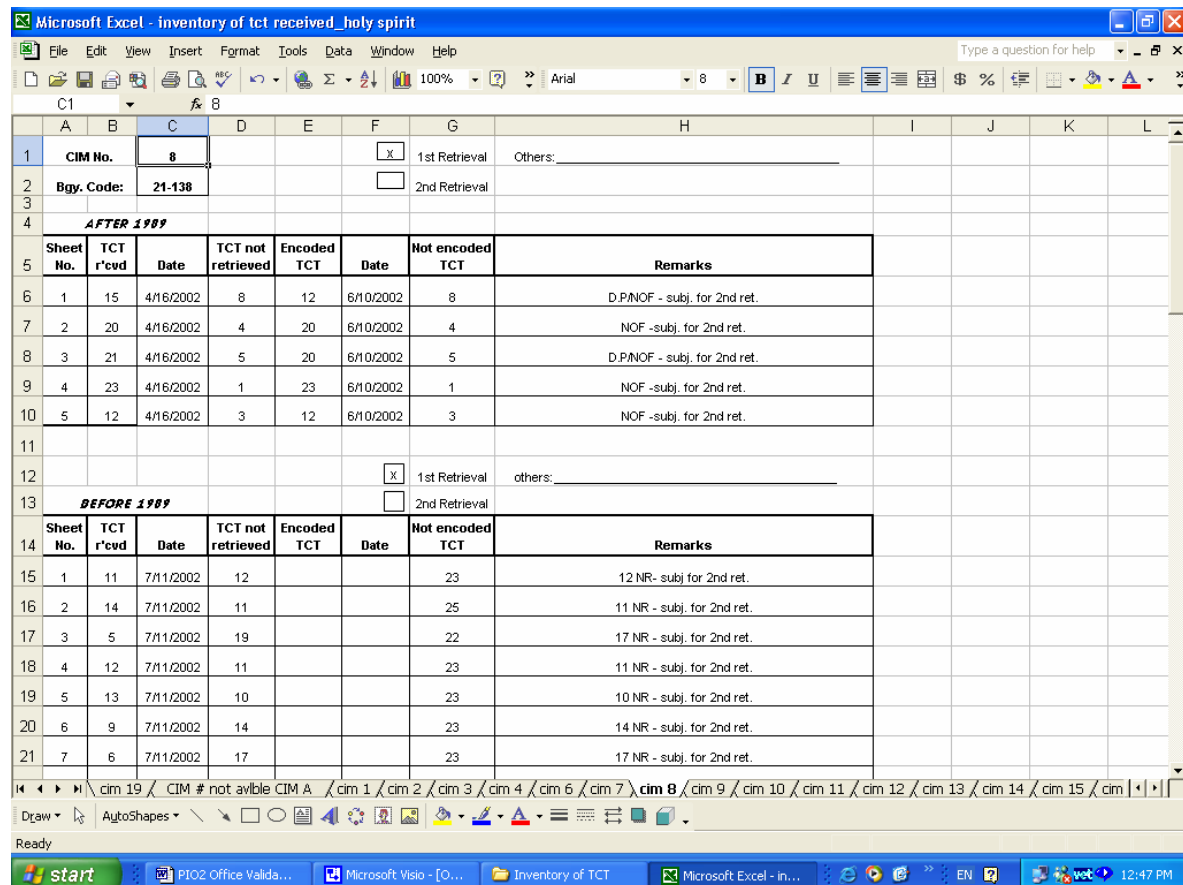 Microsoft Excel - inventory of tct received_holy spirit
File Edit View Insert Format Tools Data Window Help Type a question for help
100% Arial 8 B I U $ %
C1 fx 8
A B C D E F G H I J K L
1 CIM No. 8 x 1st Retrieval Others:
2 Bgy. Code: 21-138 2nd Retrieval
3
4 AFTER 1989
Sheet TCT TCT not Encoded Not encoded
5 No. r'cvd Date retrieved TCT Date TCT Remarks
6 1 15 4/16/2002 8 12 6/10/2002 8 D.P/NOF - subj. for 2nd ret.
7 2 20 4/16/2002 4 20 6/10/2002 4 NOF -subj. for 2nd ret.
8 3 21 4/16/2002 5 20 6/10/2002 5 D.P/NOF - subj. for 2nd ret.
9 4 23 4/16/2002 1 23 6/10/2002 1 NOF -subj. for 2nd ret.
10 5 12 4/16/2002 3 12 6/10/2002 3 NOF -subj. for 2nd ret.
11
12 x 1st Retrieval others:
13 BEFORE 1989 2nd Retrieval
Sheet TCT TCT not Encoded Not encoded
14 No. r'cvd Date retrieved TCT Date TCT Remarks
15 1 11 7/11/2002 12 23 12 NR- subj for 2nd ret.
16 2 14 7/11/2002 11 25 11 NR - subj. for 2nd ret.
17 3 5 7/11/2002 19 22 17 NR - subj. for 2nd ret.
18 4 12 7/11/2002 11 23 11 NR - subj. for 2nd ret.
19 5 13 7/11/2002 10 23 10 NR - subj. for 2nd ret.
20 6 9 7/11/2002 14 23 14 NR - subj. for 2nd ret.
21 7 6 7/11/2002 17 23 17 NR - subj. for 2nd ret.
cim 19 CIM # not avlble CIM A cim 1 cim 2 cim 3 cim 4 cim 6 cim 7 cim 8 cim 9 cim 10 cim 11 cim 12 cim 13 cim 14 cim 15 cim
Draw AutoShapes
Ready
start PIO2 Office Valida... Microsoft Visio - [O... Inventory of TCT Microsoft Excel - in... EN vet 12:47 PM